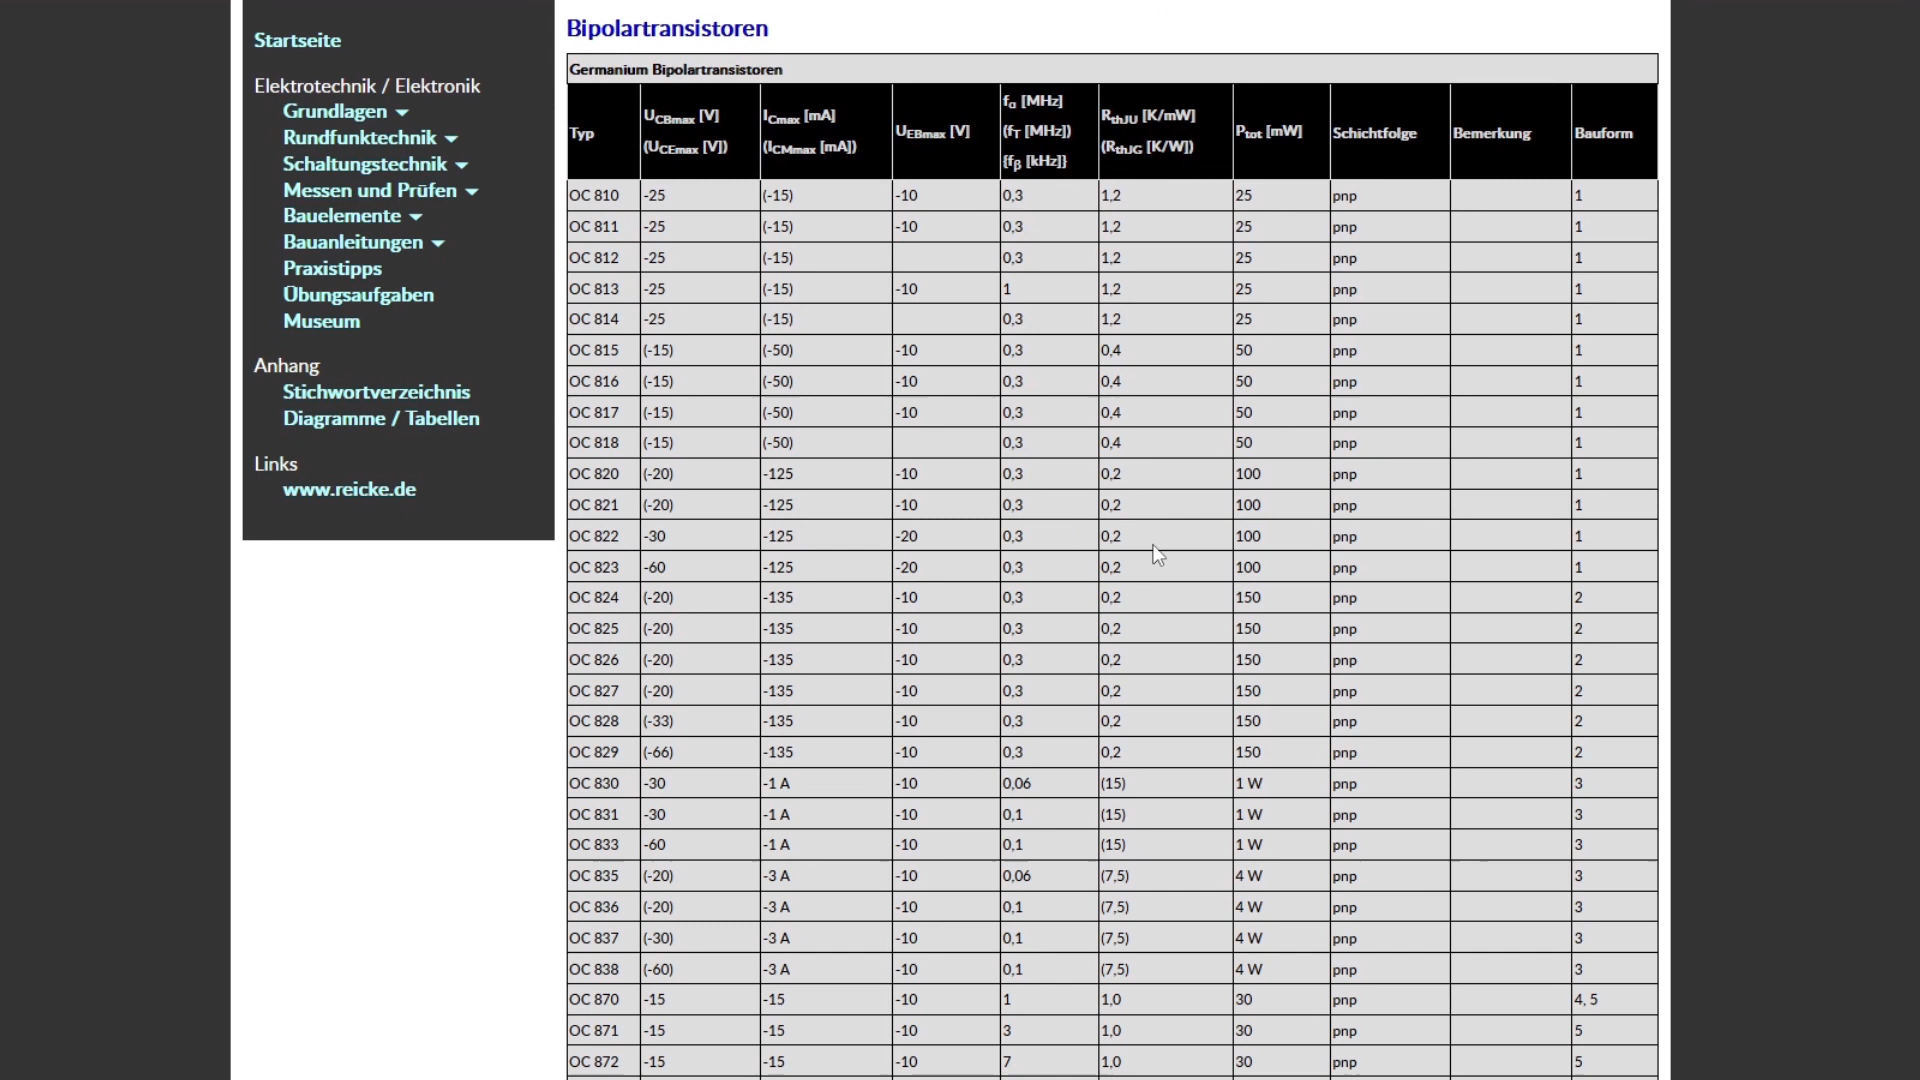 Startseite
Elektrotechnik / Elektronik
Grundlagen
Rundfunktechnik
Schaltungstechnik
Messen und Prüfen
Bauelemente
Bauanleitungen
Praxistipps
Übungsaufgaben
Museum
Anhang
Stichwortverzeichnis
Diagramme / Tabellen
Links
www.reicke.de
Bipolartransistoren
Germanium Bipolartransistoren
Typ UCBmax [V] (UCEmax [V]) ICmax [mA] (ICMmax [mA]) UEBmax [V] fα [MHz] (fT [MHz]) {fβ [kHz]} RthJU [K/mW] (RthJG [K/W]) Ptot [mW] Schichtfolge Bemerkung Bauform
OC 810 -25 (-15) -10 0,3 1,2 25 pnp 1
OC 811 -25 (-15) -10 0,3 1,2 25 pnp 1
OC 812 -25 (-15) 0,3 1,2 25 pnp 1
OC 813 -25 (-15) -10 1 1,2 25 pnp 1
OC 814 -25 (-15) 0,3 1,2 25 pnp 1
OC 815 (-15) (-50) -10 0,3 0,4 50 pnp 1
OC 816 (-15) (-50) -10 0,3 0,4 50 pnp 1
OC 817 (-15) (-50) -10 0,3 0,4 50 pnp 1
OC 818 (-15) (-50) 0,3 0,4 50 pnp 1
OC 820 (-20) -125 -10 0,3 0,2 100 pnp 1
OC 821 (-20) -125 -10 0,3 0,2 100 pnp 1
OC 822 -30 -125 -20 0,3 0,2 100 pnp 1
OC 823 -60 -125 -20 0,3 0,2 100 pnp 1
OC 824 (-20) -135 -10 0,3 0,2 150 pnp 2
OC 825 (-20) -135 -10 0,3 0,2 150 pnp 2
OC 826 (-20) -135 -10 0,3 0,2 150 pnp 2
OC 827 (-20) -135 -10 0,3 0,2 150 pnp 2
OC 828 (-33) -135 -10 0,3 0,2 150 pnp 2
OC 829 (-66) -135 -10 0,3 0,2 150 pnp 2
OC 830 -30 -1 A -10 0,06 (15) 1 W pnp 3
OC 831 -30 -1 A -10 0,1 (15) 1 W pnp 3
OC 833 -60 -1 A -10 0,1 (15) 1 W pnp 3
OC 835 (-20) -3 A -10 0,06 (7,5) 4 W pnp 3
OC 836 (-20) -3 A -10 0,1 (7,5) 4 W pnp 3
OC 837 (-30) -3 A -10 0,1 (7,5) 4 W pnp 3
OC 838 (-60) -3 A -10 0,1 (7,5) 4 W pnp 3
OC 870 -15 -15 -10 1 1,0 30 pnp 4, 5
OC 871 -15 -15 -10 3 1,0 30 pnp 5
OC 872 -15 -15 -10 7 1,0 30 pnp 5